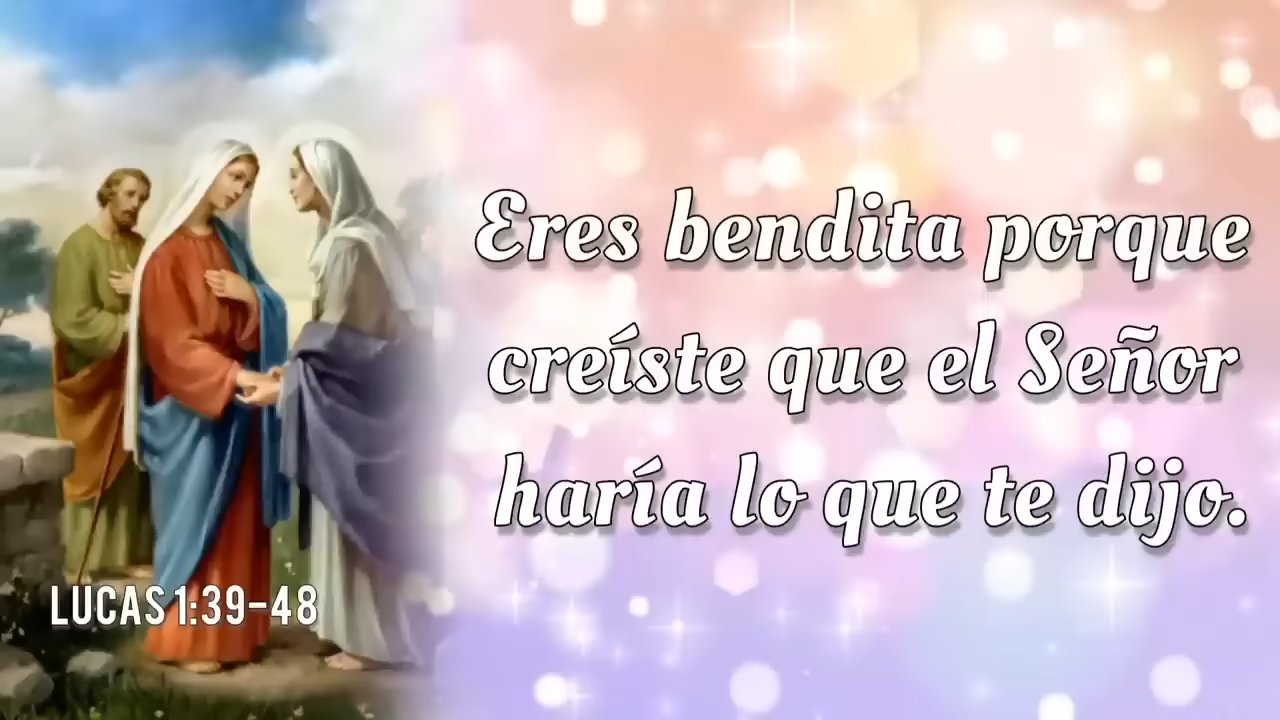 Eres bendita porque
creíste que el Señor
haría lo que te dijo.
LUCAS 1:39-48